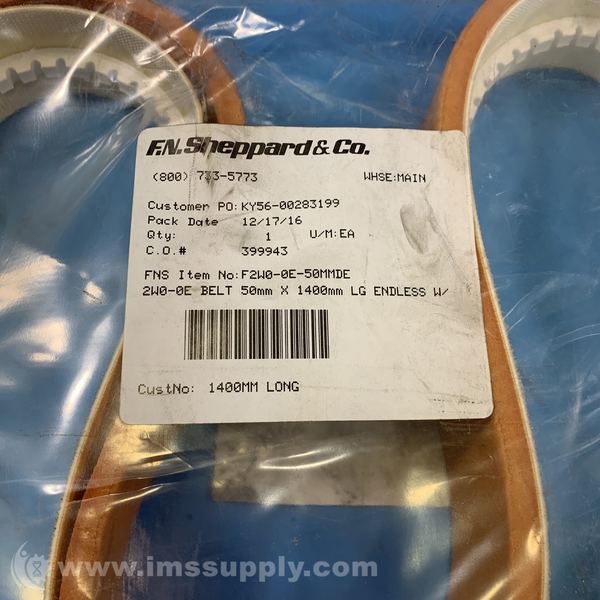 F.N. Sheppard & Co.
(800) 733-5773 WHSE:MAIN
Customer PO: KY56-00283199
Pack Date 12/17/16
Qty: 1 U/M:EA
C.O.# 399943
FNS Item No:F2W0-0E-50MMDE
2W0-0E BELT 50mm X 1400mm LG ENDLESS W/
CustNo: 1400MM LONG
www.imssupply.com